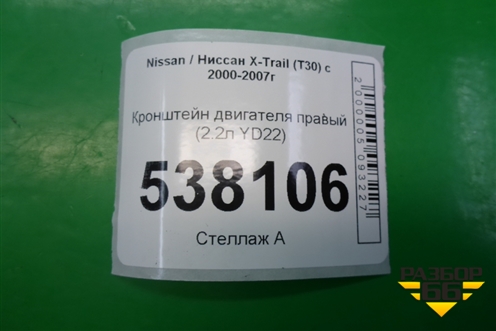 Nissan / Ниссан X-Trail (T30) с
2000-2007г
Кронштейн двигателя правый
(2.2л YD22)
538106
Стеллаж А
2000005093227
РАЗБОР
66